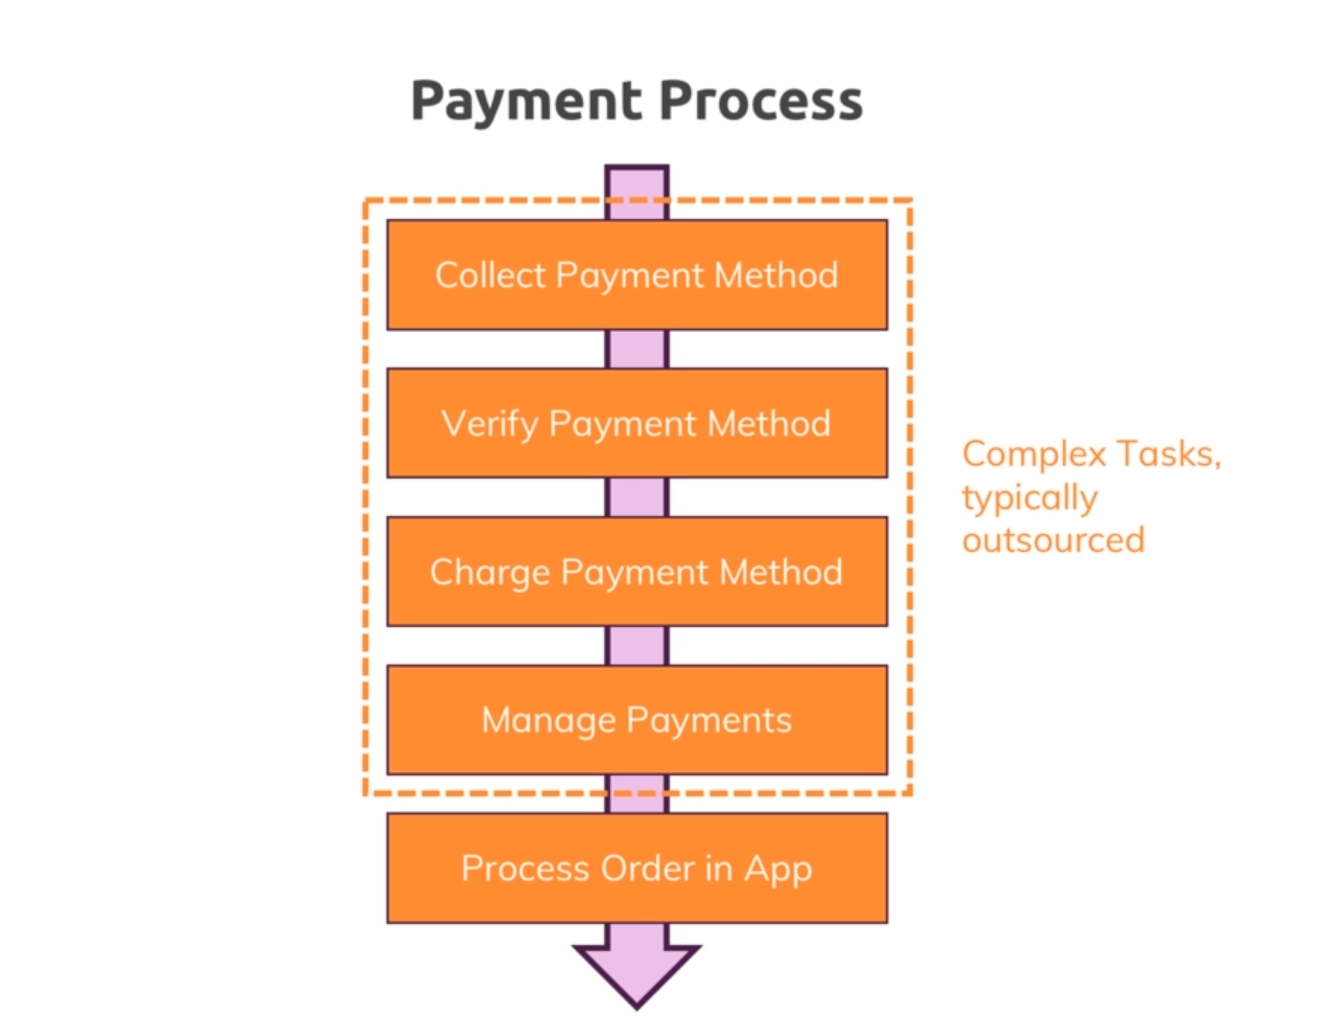 Payment Process
Collect Payment Method
Verify Payment Method
Charge Payment Method
Manage Payments
Process Order in App
Complex Tasks,
typically
outsourced